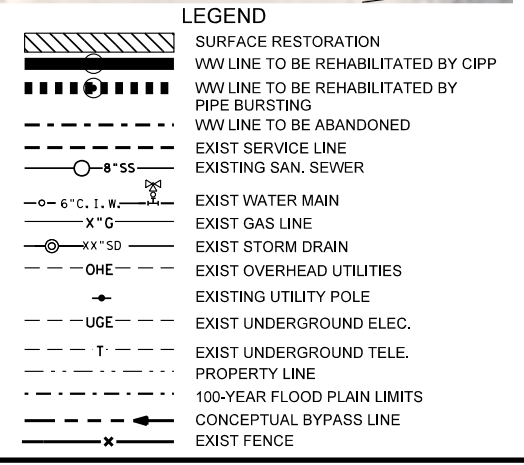 LEGEND
SURFACE RESTORATION
WW LINE TO BE REHABILITATED BY CIPP
WW LINE TO BE REHABILITATED BY
PIPE BURSTING
WW LINE TO BE ABANDONED
EXIST SERVICE LINE
8"SS EXISTING SAN. SEWER
6"C.I.W. EXIST WATER MAIN
X"G EXIST GAS LINE
XX"SD EXIST STORM DRAIN
OHE EXIST OVERHEAD UTILITIES
EXISTING UTILITY POLE
UGE EXIST UNDERGROUND ELEC.
T EXIST UNDERGROUND TELE.
PROPERTY LINE
100-YEAR FLOOD PLAIN LIMITS
CONCEPTUAL BYPASS LINE
EXIST FENCE